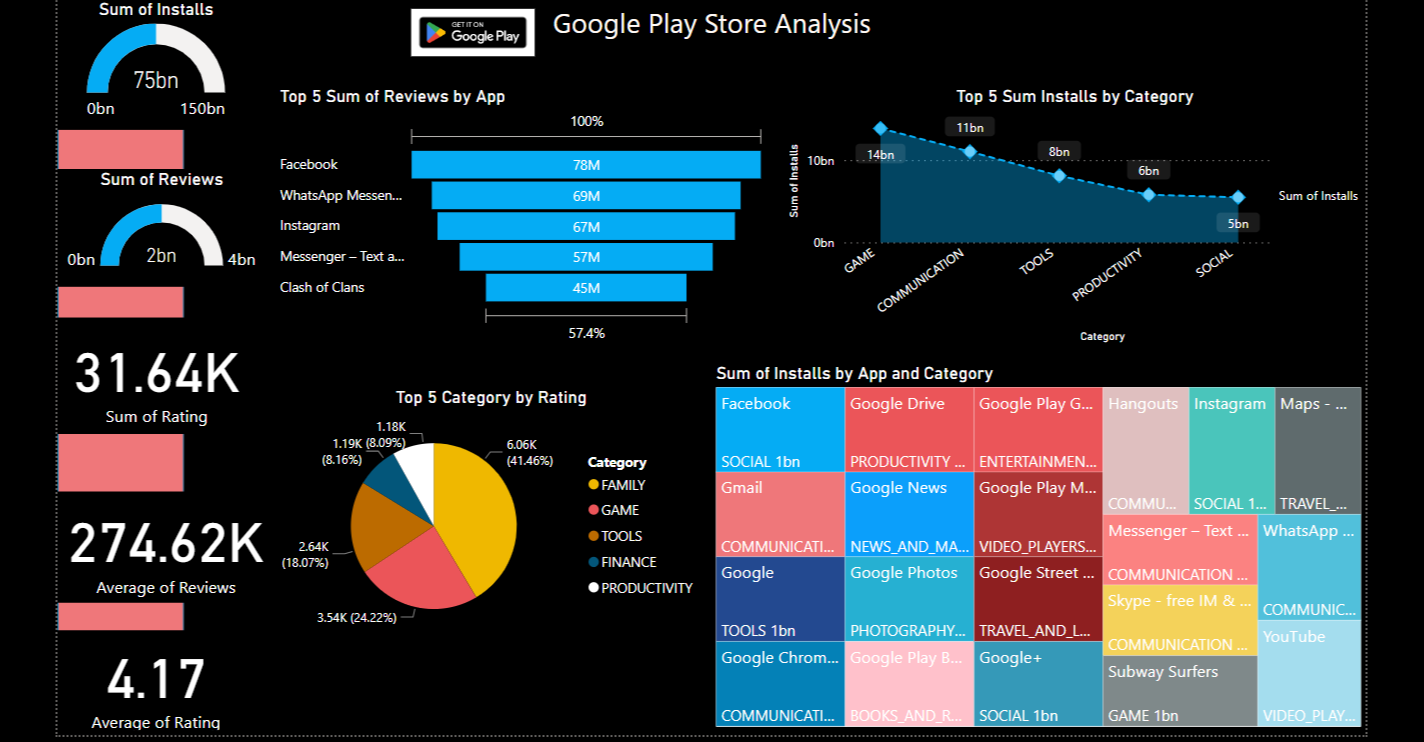 Sum of Installs
75bn
0bn
150bn
Sum of Reviews
0bn
2bn
4bn
31.64K
Sum of Rating
274.62K
Average of Reviews
4.17
Average of Rating
GET IT ON
Google Play
Google Play Store Analysis
Top 5 Sum of Reviews by App
100%
Facebook
78M
WhatsApp Messen...
69M
Instagram
67M
Messenger – Text a...
57M
Clash of Clans
45M
57.4%
Top 5 Sum Installs by Category
Sum of Installs
10bn
0bn
14bn
11bn
8bn
6bn
5bn
Sum of Installs
GAME
COMMUNICATION
TOOLS
PRODUCTIVITY
SOCIAL
Category
Top 5 Category by Rating
1.18K
(8.09%)
1.19K
(8.16%)
6.06K
(41.46%)
2.64K
(18.07%)
3.54K (24.22%)
Category
FAMILY
GAME
TOOLS
FINANCE
PRODUCTIVITY
Sum of Installs by App and Category
Facebook
SOCIAL 1bn
Gmail
COMMUNICATI...
Google
TOOLS 1bn
Google Chrom...
COMMUNICATI...
Google Drive
PRODUCTIVITY ...
Google News
NEWS_AND_MA...
Google Photos
PHOTOGRAPHY...
Google Play B...
BOOKS_AND_R...
Google Play G...
ENTERTAINMEN...
Google Play M...
VIDEO_PLAYERS...
Google Street ...
TRAVEL_AND_L...
Google+
SOCIAL 1bn
Hangouts
COMMU...
Instagram
SOCIAL 1...
Maps - ...
TRAVEL_...
Messenger – Text ...
COMMUNICATION ...
Skype - free IM & ...
COMMUNICATION ...
Subway Surfers
GAME 1bn
WhatsApp ...
COMMUNIC...
YouTube
VIDEO_PLAY...